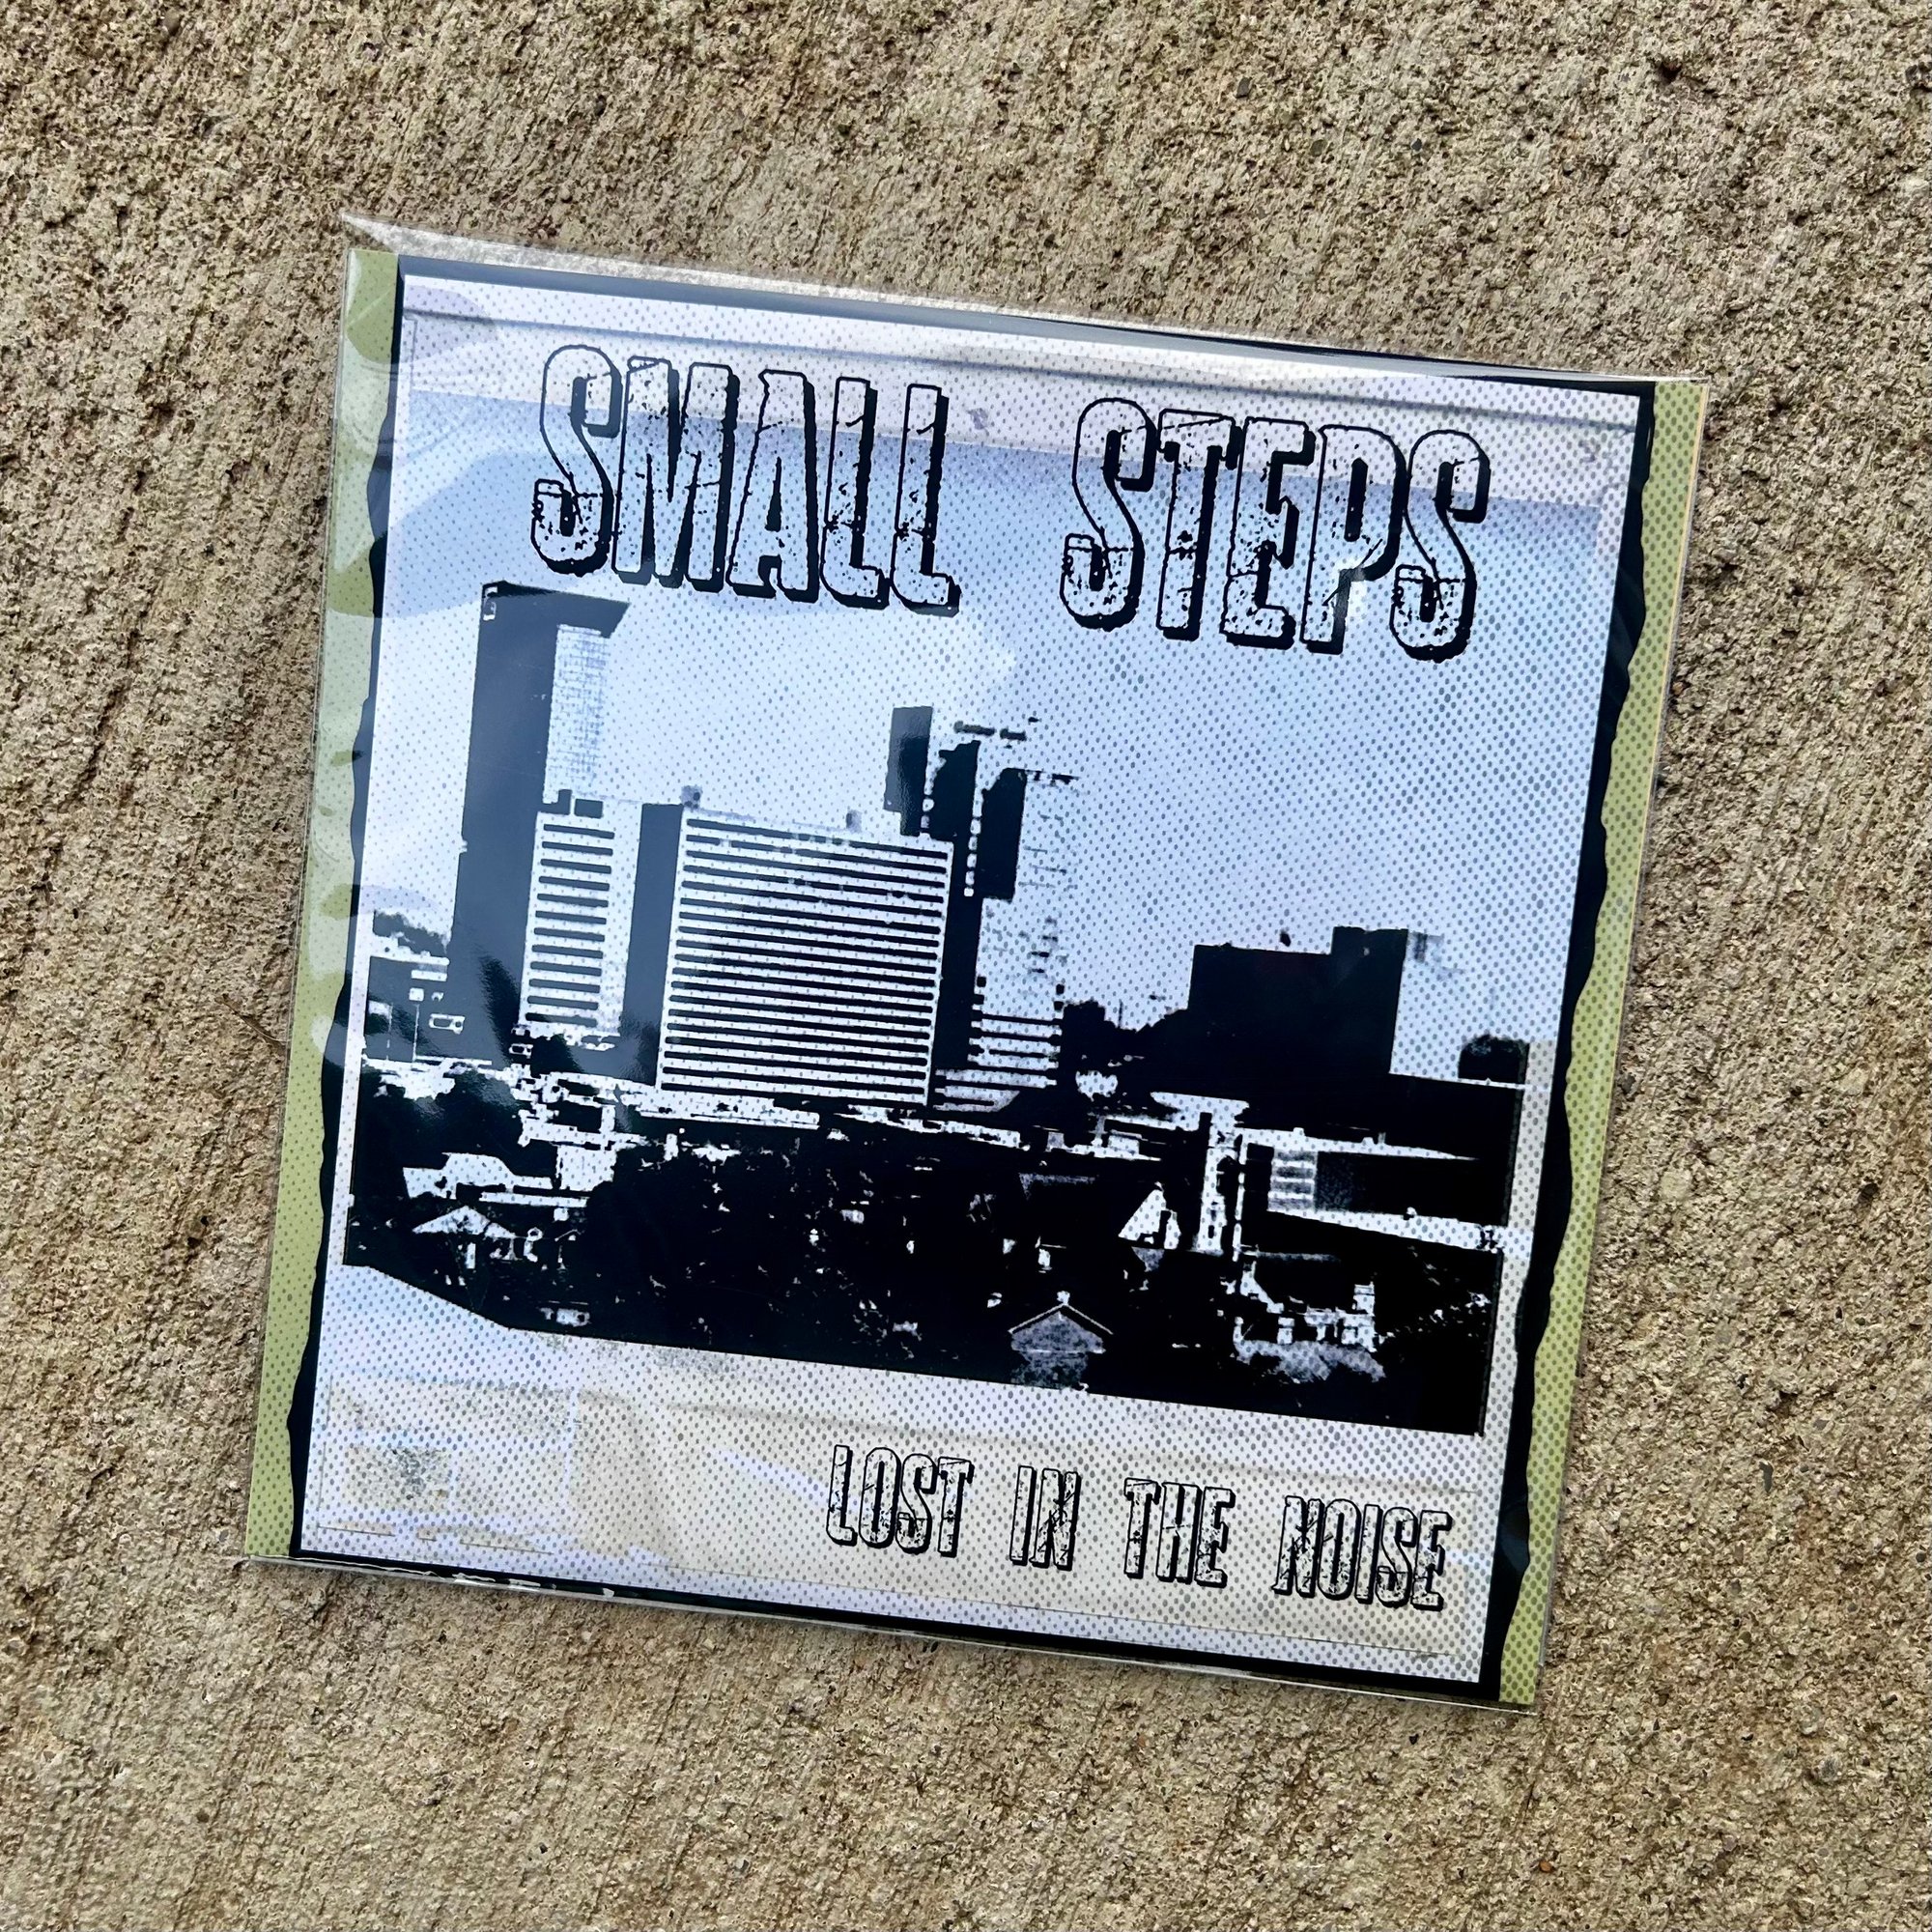 SMALL STEPS
LOST IN THE NOISE